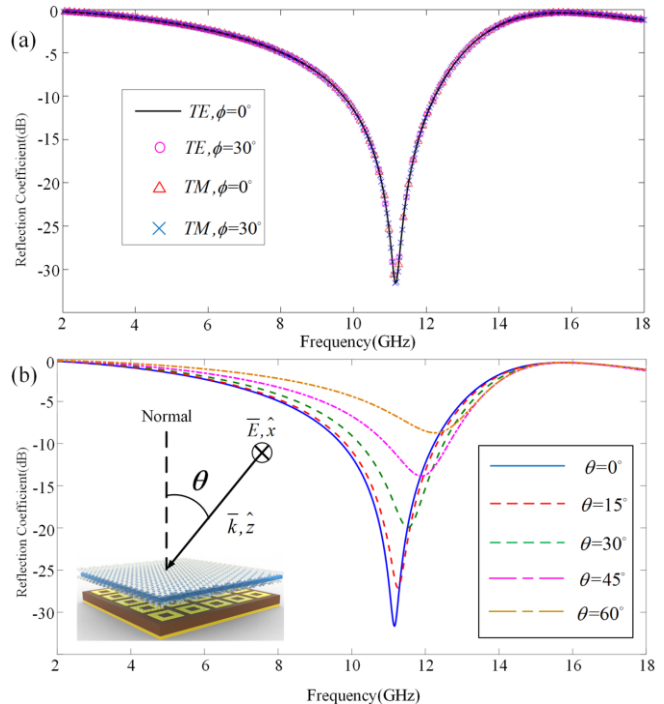 (a)
0
-5
-10
-15
-20
-25
-30
Reflection Coefficient(dB)
TE,ϕ=0°
TE,ϕ=30°
TM,ϕ=0°
TM,ϕ=30°
2 4 6 8 10 12 14 16 18
Frequency(GHz)
(b)
0
-5
-10
-15
-20
-25
-30
Reflection Coefficient(dB)
Normal
E̅,x̂
θ
k̅,ẑ
θ=0°
θ=15°
θ=30°
θ=45°
θ=60°
2 4 6 8 10 12 14 16 18
Frequency(GHz)